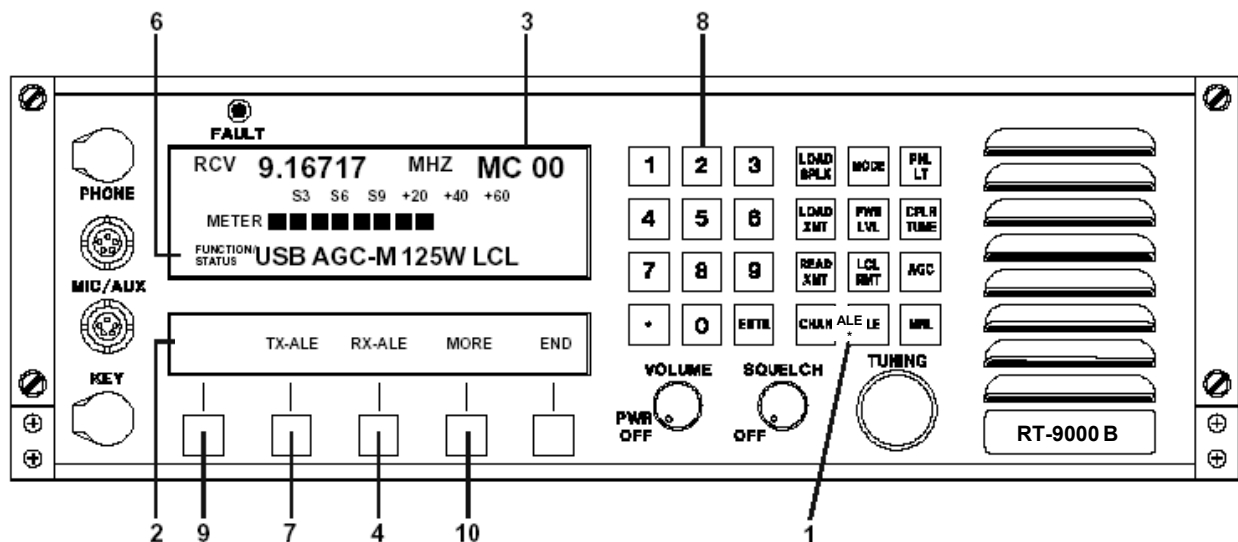 6 3 8
FAULT
RCV 9.16717 MHZ MC 00
S3 S6 S9 +20 +40 +60
METER
FUNCTION/
STATUS USB AGC-M 125W LCL
PHONE
MIC/AUX
KEY
TX-ALE RX-ALE MORE END
1 2 3 LOAD SPLX MODE PNL LT
4 5 6 LOAD XMT PWR LVL CPLR TUNE
7 8 9 READ XMT LCL RMT AGC
• 0 ENTR CHAN ALE LE
*
VOLUME SQUELCH TUNING
PWR
OFF OFF
RT-9000 B
2 9 7 4 10 1